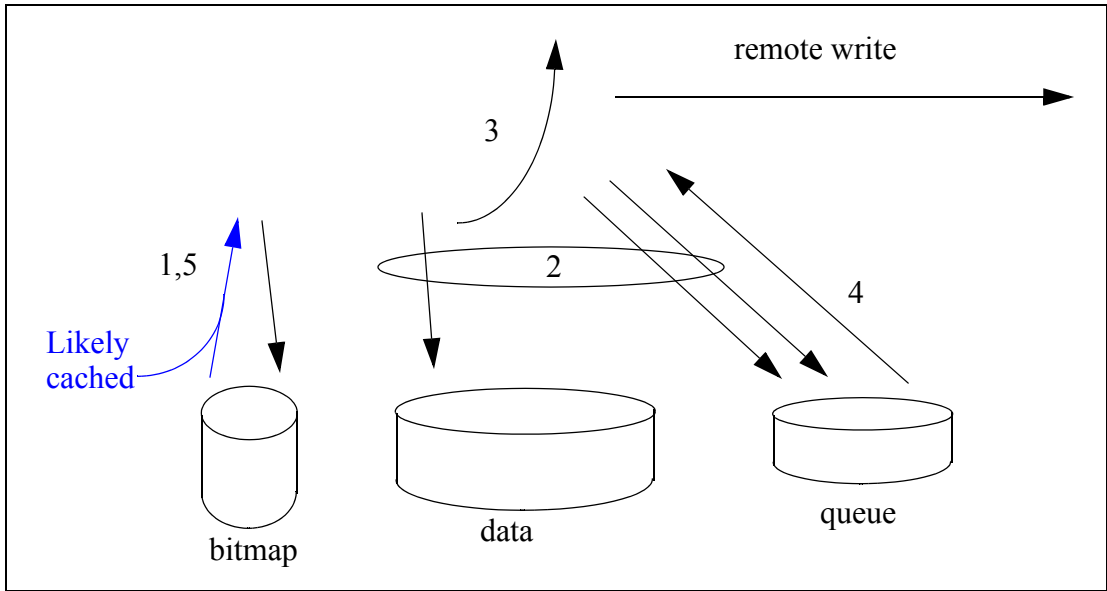 remote write
3
1,5
2
4
Likely
cached
bitmap
data
queue